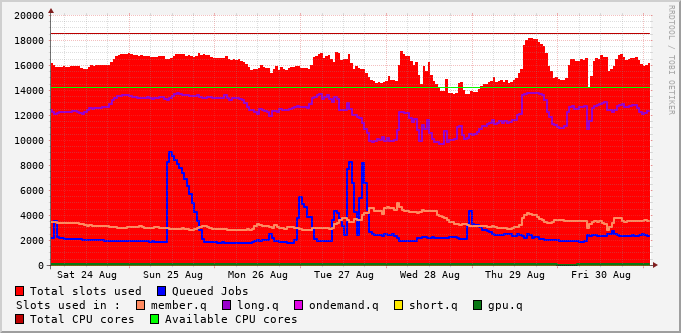 20000
18000
16000
14000
12000
10000
8000
6000
4000
2000
0
Sat 24 Aug Sun 25 Aug Mon 26 Aug Tue 27 Aug Wed 28 Aug Thu 29 Aug Fri 30 Aug
Total slots used Queued Jobs
Slots used in : member.q long.q ondemand.q short.q gpu.q
Total CPU cores Available CPU cores
RRDTOOL / TOBI OETIKER